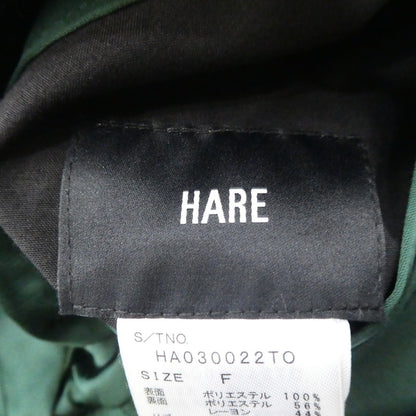 HARE
S/TNO.
HA030022TO
SIZE F
表面 ポリエステル 100%
裏面 ポリエステル 56%
レーヨン 44%